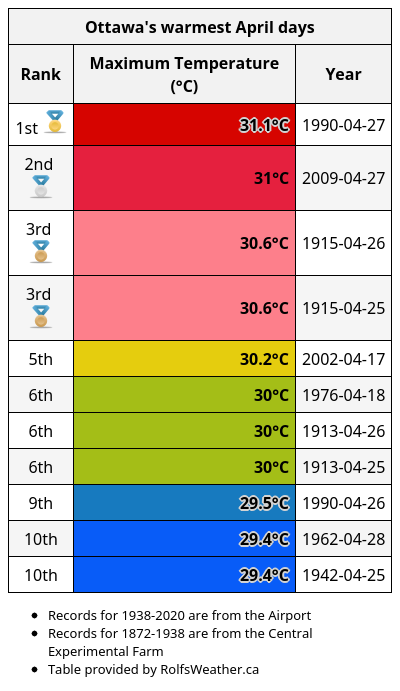 Ottawa's warmest April days
Rank
Maximum Temperature
(°C)
Year
1st 31.1°C 1990-04-27
2nd 31°C 2009-04-27
3rd 30.6°C 1915-04-26
3rd 30.6°C 1915-04-25
5th 30.2°C 2002-04-17
6th 30°C 1976-04-18
6th 30°C 1913-04-26
6th 30°C 1913-04-25
9th 29.5°C 1990-04-26
10th 29.4°C 1962-04-28
10th 29.4°C 1942-04-25
• Records for 1938-2020 are from the Airport
• Records for 1872-1938 are from the Central
Experimental Farm
• Table provided by RolfsWeather.ca